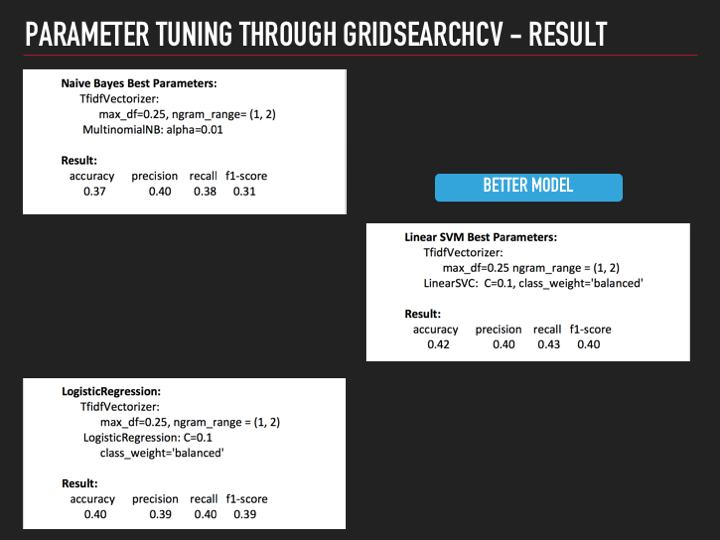 PARAMETER TUNING THROUGH GRIDSEARCHCV – RESULT
Naive Bayes Best Parameters:
TfidfVectorizer:
max_df=0.25, ngram_range= (1, 2)
MultinomialNB: alpha=0.01
Result:
accuracy precision recall f1-score
0.37 0.40 0.38 0.31
BETTER MODEL
Linear SVM Best Parameters:
TfidfVectorizer:
max_df=0.25 ngram_range = (1, 2)
LinearSVC: C=0.1, class_weight='balanced'
Result:
accuracy precision recall f1-score
0.42 0.40 0.43 0.40
LogisticRegression:
TfidfVectorizer:
max_df=0.25, ngram_range = (1, 2)
LogisticRegression: C=0.1
class_weight='balanced'
Result:
accuracy precision recall f1-score
0.40 0.39 0.40 0.39